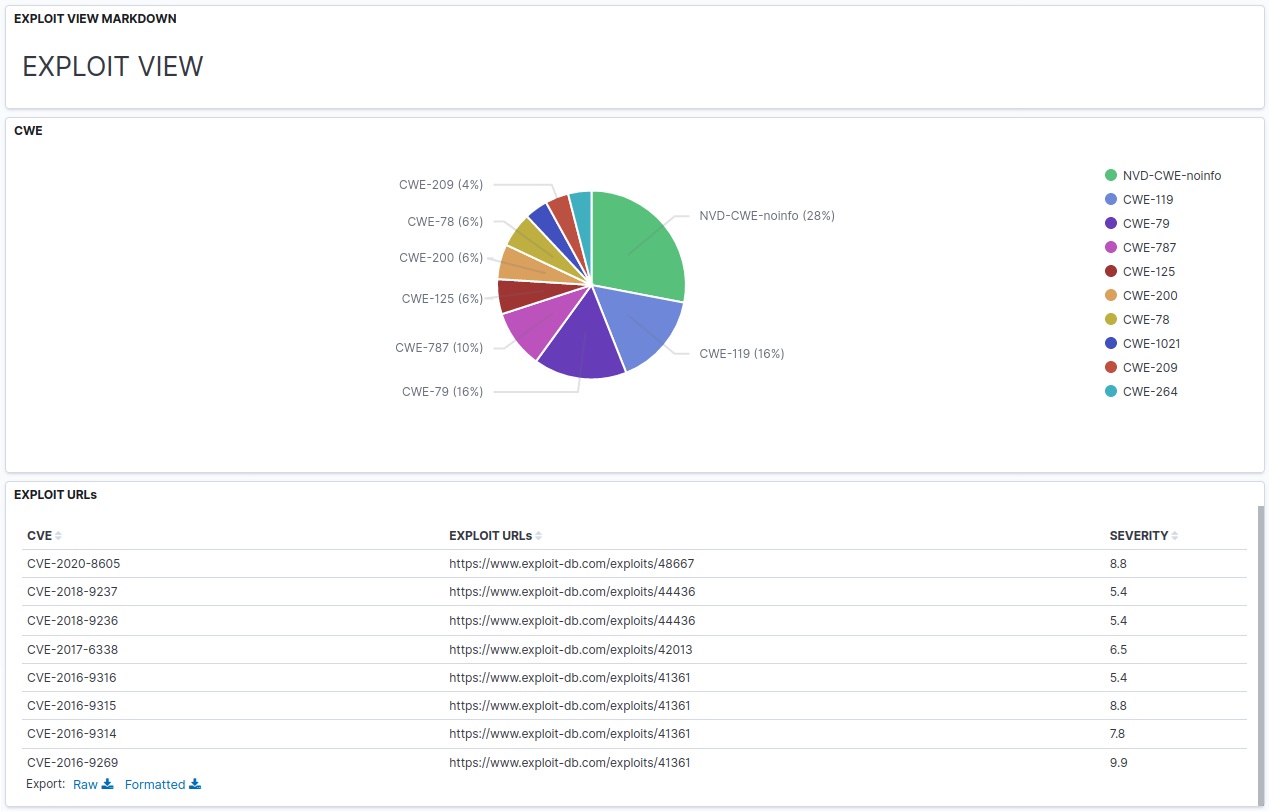 EXPLOIT VIEW MARKDOWN
EXPLOIT VIEW
CWE
CWE-209 (4%)
CWE-78 (6%)
CWE-200 (6%)
CWE-125 (6%)
CWE-787 (10%)
CWE-79 (16%)
NVD-CWE-noinfo (28%)
CWE-119 (16%)
NVD-CWE-noinfo
CWE-119
CWE-79
CWE-787
CWE-125
CWE-200
CWE-78
CWE-1021
CWE-209
CWE-264
EXPLOIT URLs
CVE EXPLOIT URLs SEVERITY
CVE-2020-8605 https://www.exploit-db.com/exploits/48667 8.8
CVE-2018-9237 https://www.exploit-db.com/exploits/44436 5.4
CVE-2018-9236 https://www.exploit-db.com/exploits/44436 5.4
CVE-2017-6338 https://www.exploit-db.com/exploits/42013 6.5
CVE-2016-9316 https://www.exploit-db.com/exploits/41361 5.4
CVE-2016-9315 https://www.exploit-db.com/exploits/41361 8.8
CVE-2016-9314 https://www.exploit-db.com/exploits/41361 7.8
CVE-2016-9269 https://www.exploit-db.com/exploits/41361 9.9
Export: Raw Formatted